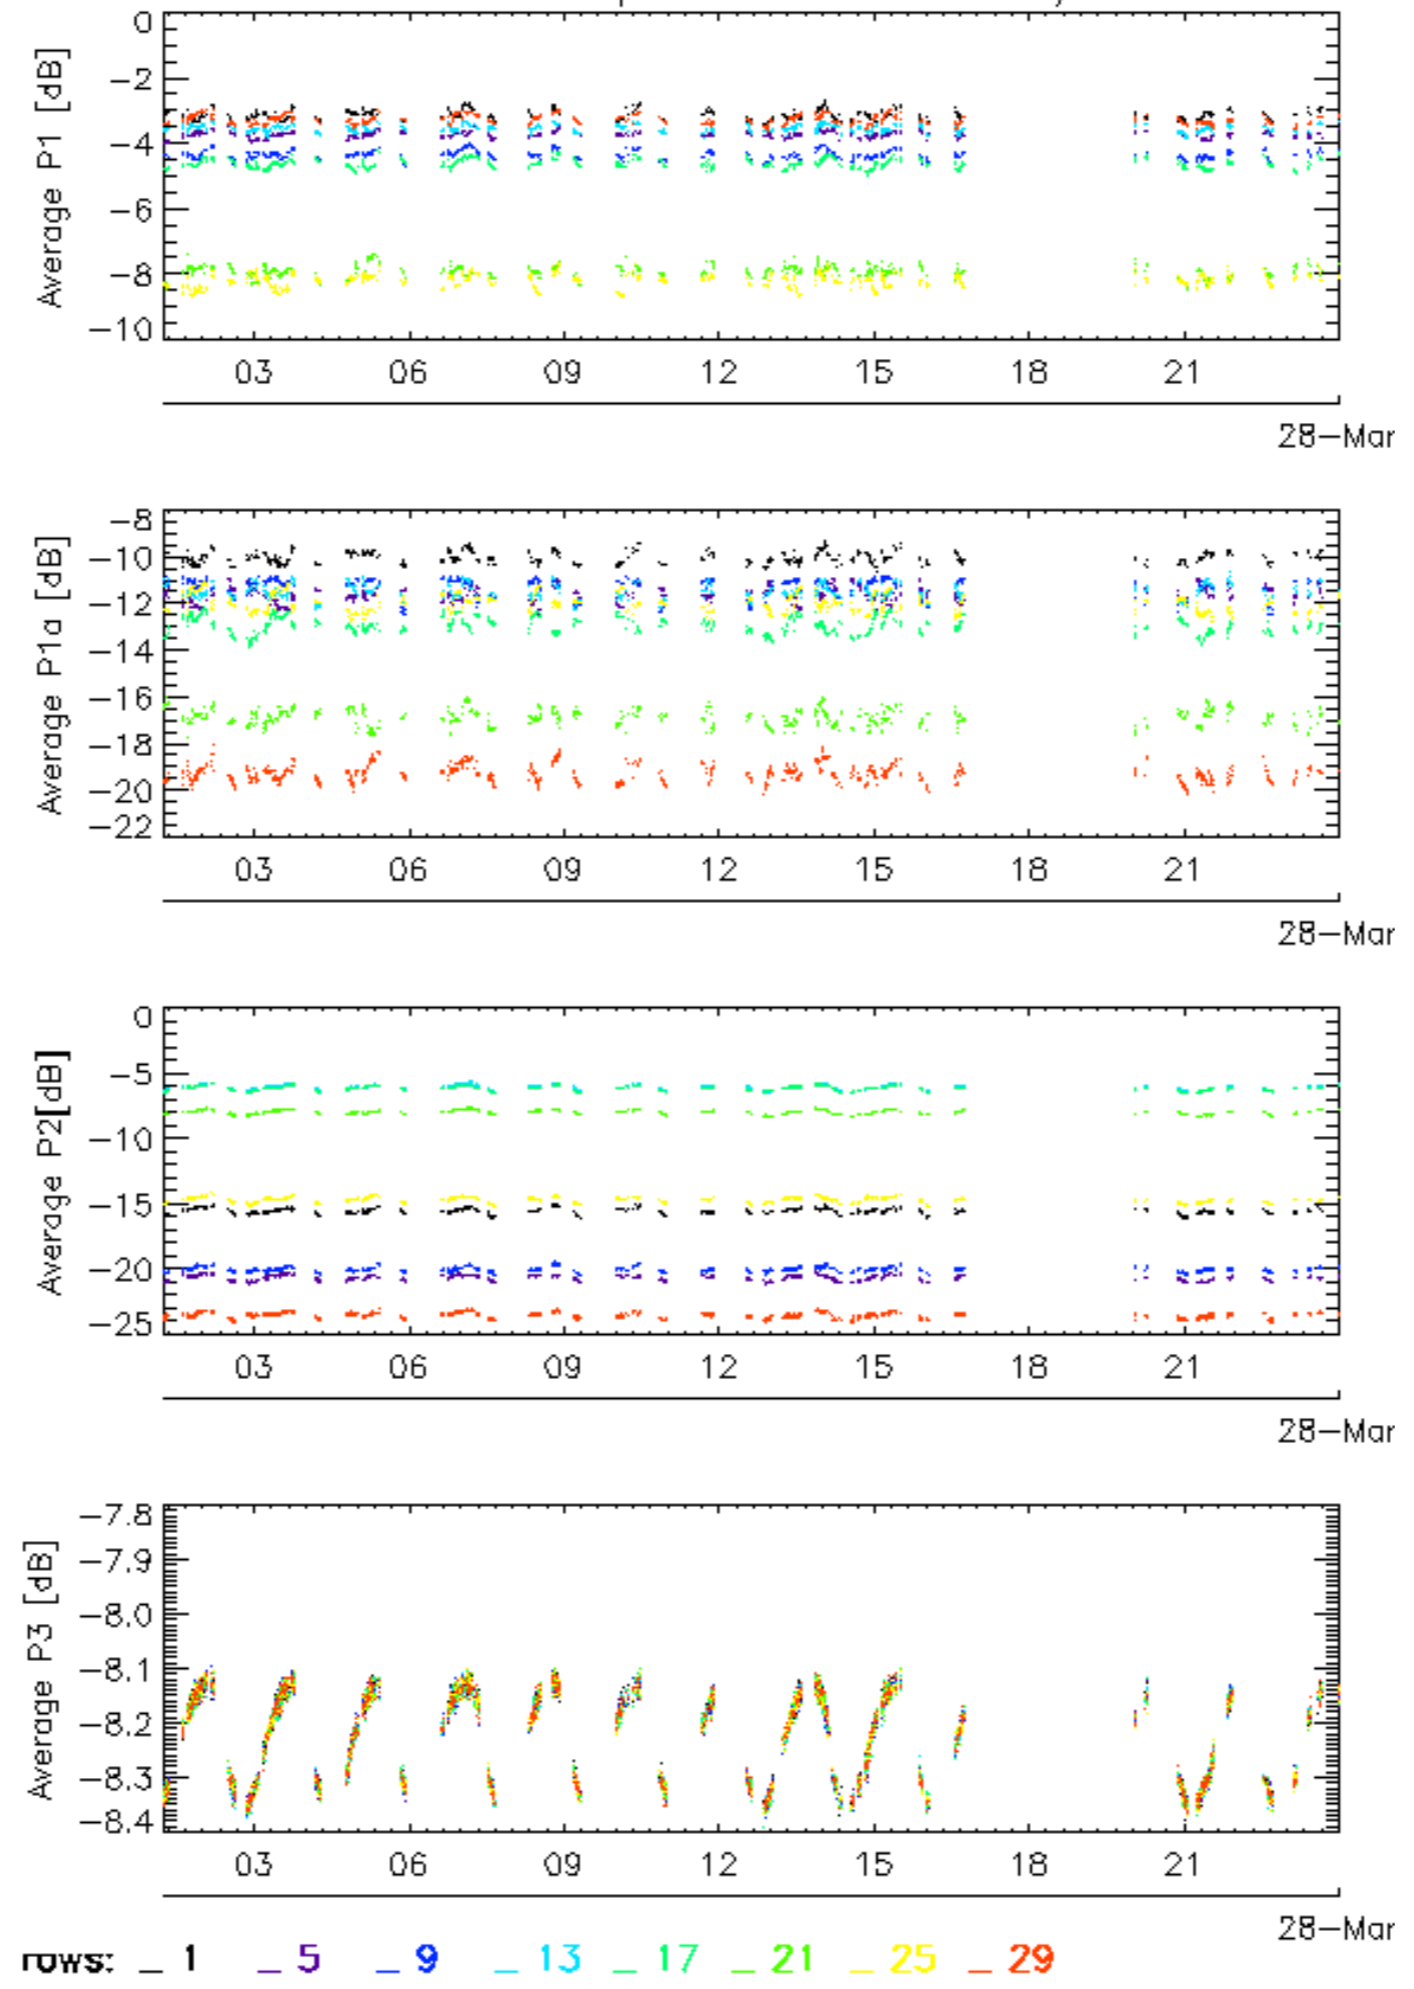 0
−2
−4
−6
−8
−10
Average P1 [dB]
03 06 09 12 15 18 21
28−Mar
−8
−10
−12
−14
−16
−18
−20
−22
Average P1a [dB]
03 06 09 12 15 18 21
28−Mar
0
−5
−10
−15
−20
−25
Average P2[dB]
03 06 09 12 15 18 21
28−Mar
−7.8
−7.9
−8.0
−8.1
−8.2
−8.3
−8.4
Average P3 [dB]
03 06 09 12 15 18 21
28−Mar
rows: _ 1 _ 5 _ 9 _ 13 _ 17 _ 21 _ 25 _ 29